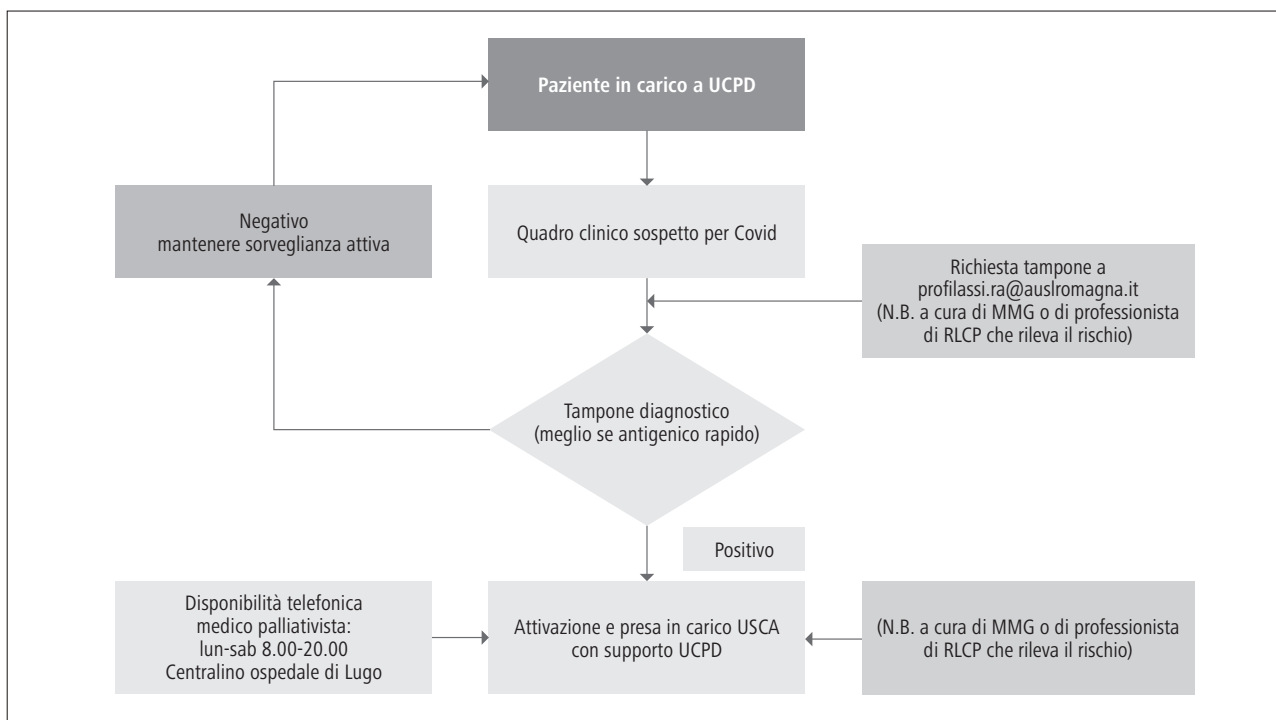 Paziente in carico a UCPD
Negativo
mantenere sorveglianza attiva
Quadro clinico sospetto per Covid
Richiesta tampone a
profilassi.ra@auslromagna.it
(N.B. a cura di MMG o di professionista
di RLCP che rileva il rischio)
Tampone diagnostico
(meglio se antigenico rapido)
Positivo
Disponibilità telefonica
medico palliativista:
lun-sab 8.00-20.00
Centralino ospedale di Lugo
Attivazione e presa in carico USCA
con supporto UCPD
(N.B. a cura di MMG o di professionista
di RLCP che rileva il rischio)